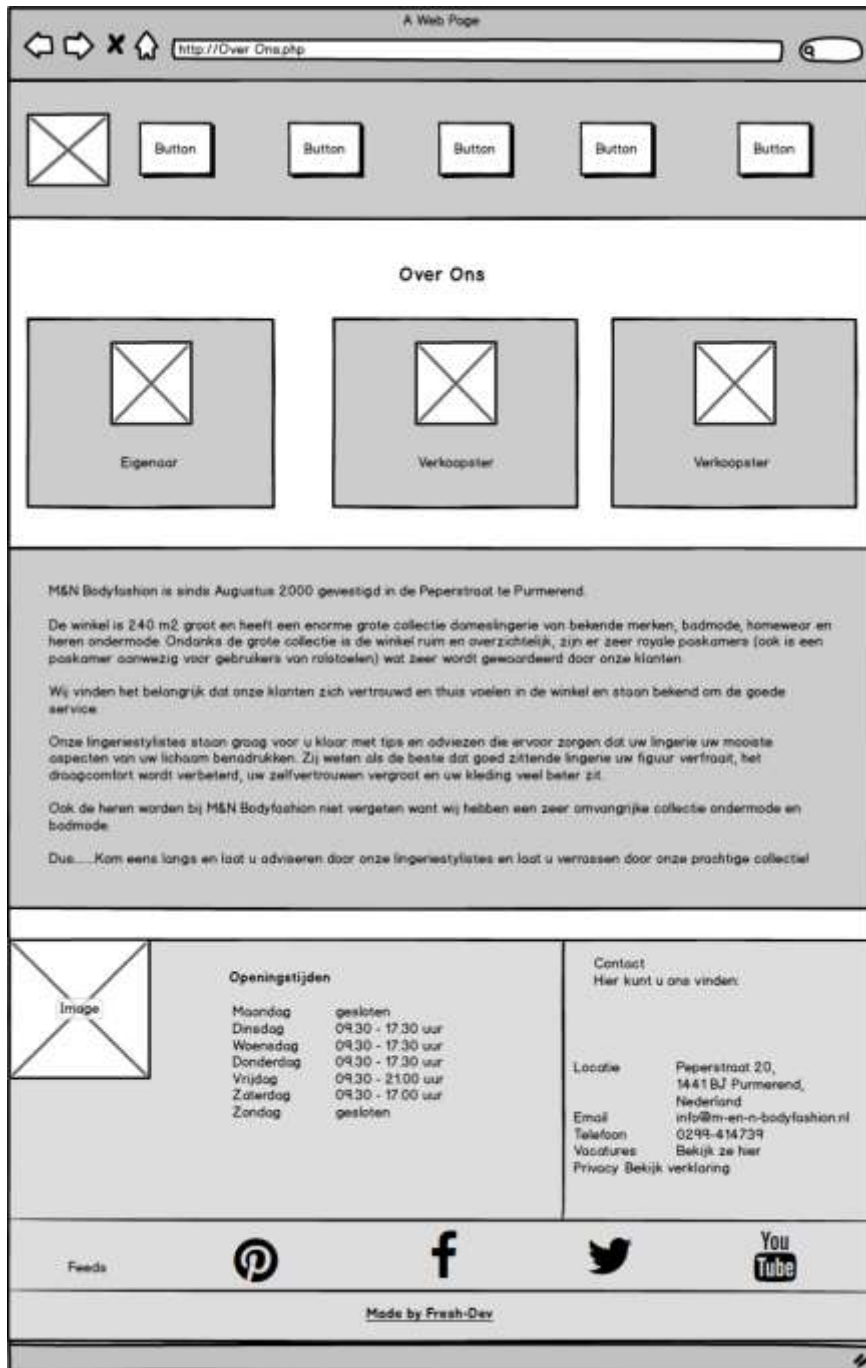 A Web Page
http://Over Ons.php
Button Button Button Button Button
Over Ons
Eigenaar Verkoopster Verkoopster
M&N Bodyfashion is sinds Augustus 2000 gevestigd in de Peperstraat te Purmerend.
De winkel is 240 m2 groot en heeft een enorme grote collectie dameslingerie van bekende merken, badmode, homewear en
heren ondermode. Ondanks de grote collectie is de winkel ruim en overzichtelijk, zijn er zeer royale paskamers (ook is een
paskamer aanwezig voor gebruikers van rolstoelen) wat zeer wordt gewaardeerd door onze klanten.
Wij vinden het belangrijk dat onze klanten zich vertrouwd en thuis voelen in de winkel en staan bekend om de goede
service.
Onze lingeriestylistes staan graag voor u klaar met tips en adviezen die ervoor zorgen dat uw lingerie uw mooiste
aspecten van uw lichaam benadrukken. Zij weten als de beste dat goed zittende lingerie uw figuur verfraait, het
draagcomfort wordt verbeterd, uw zelfvertrouwen vergroot en uw kleding veel beter zit.
Ook de heren worden bij M&N Bodyfashion niet vergeten want wij hebben een zeer omvangrijke collectie ondermode en
badmode.
Dus......Kom eens langs en laat u adviseren door onze lingeriestylistes en laat u verrassen door onze prachtige collectie!
Image
Openingstijden
Maandag gesloten
Dinsdag 09.30 - 17.30 uur
Woensdag 09.30 - 17.30 uur
Donderdag 09.30 - 17.30 uur
Vrijdag 09.30 - 21.00 uur
Zaterdag 09.30 - 17.00 uur
Zondag gesloten
Contact
Hier kunt u ons vinden:
Locatie Peperstraat 20,
1441 BJ Purmerend,
Nederland
Email info@m-en-n-bodyfashion.nl
Telefoon 0299-414739
Vacatures Bekijk ze hier
Privacy Bekijk verklaring
Feeds
You
Tube
Made by Fresh-Dev